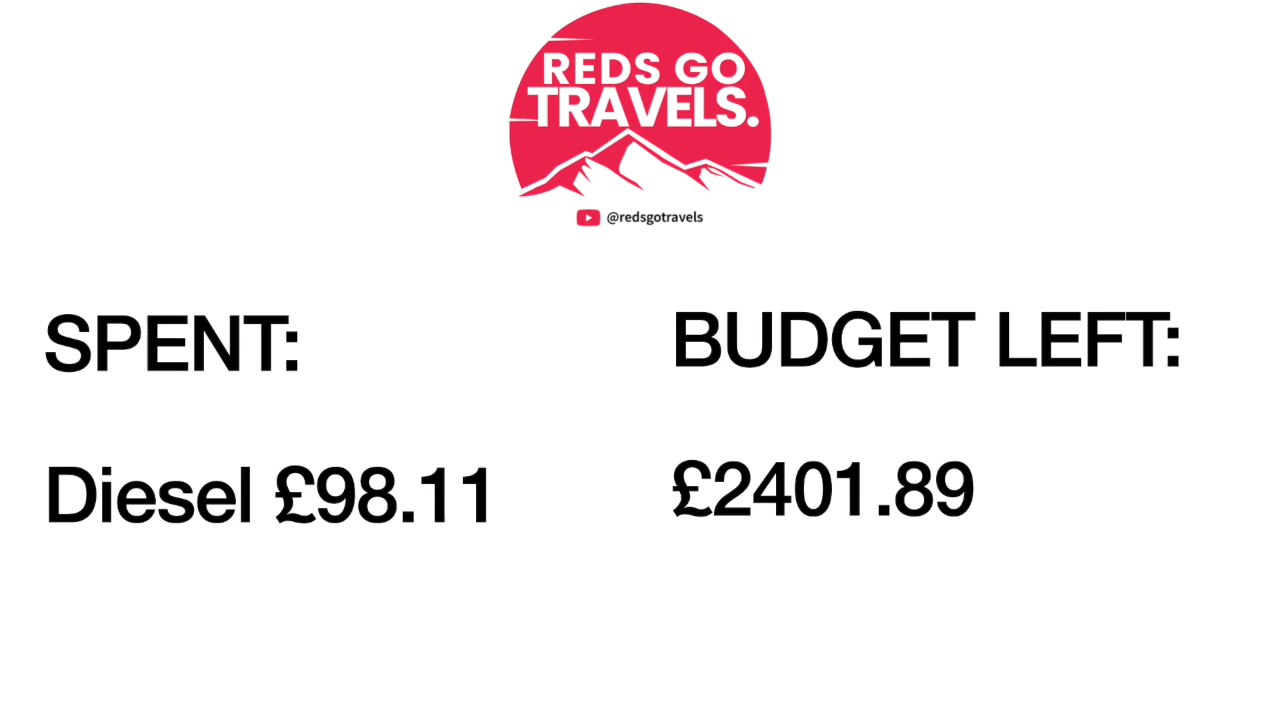 REDS GO
TRAVELS.
@redsgotravels
SPENT:
BUDGET LEFT:
Diesel £98.11
£2401.89